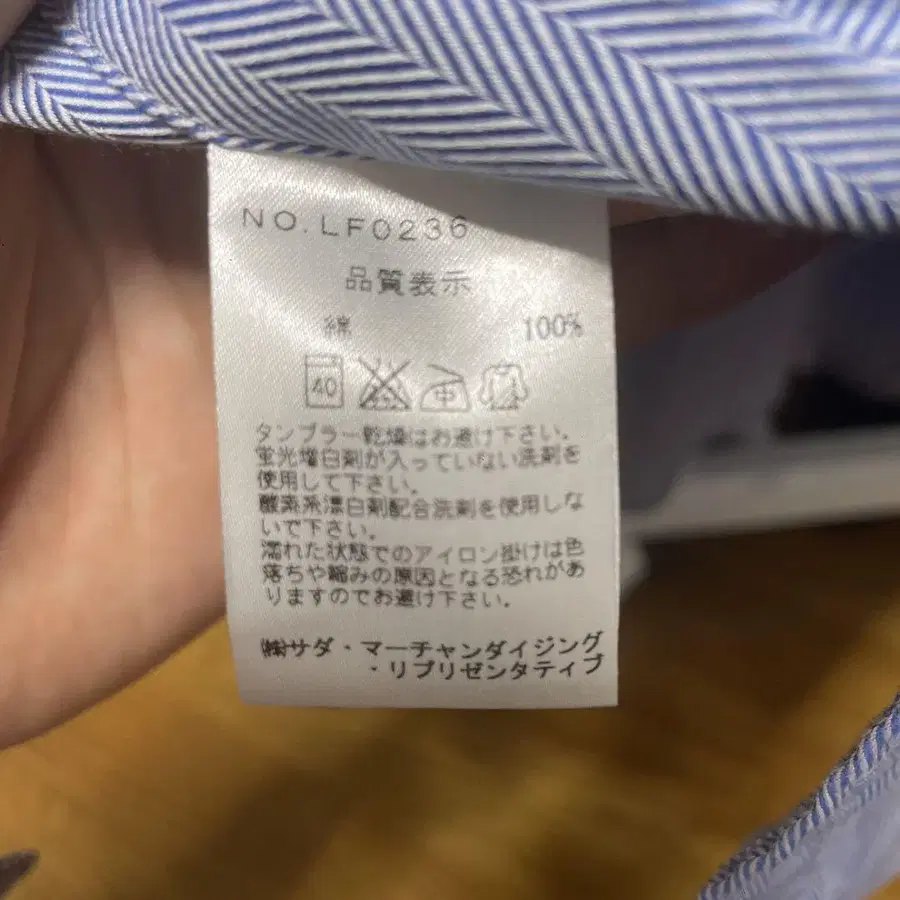 NO.LF0236
品質表示
綿 100%
40 中
タンブラー乾燥はお避け下さい。
蛍光増白剤が入っていない洗剤を
使用して下さい。
酸素系漂白剤配合洗剤を使用しな
いで下さい。
濡れた状態でのアイロン掛けは色
落ちや縮みの原因となる恐れがあ
りますのでお避け下さい。
㈱サダ・マーチャンダイジング
・リプリゼンタティブ